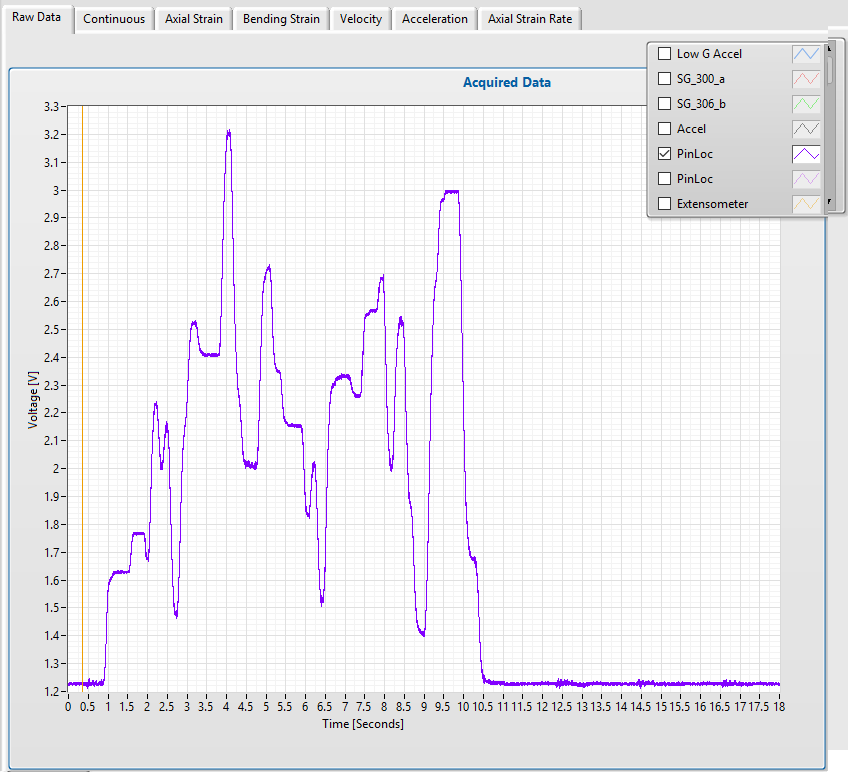 Raw Data Continuous Axial Strain Bending Strain Velocity Acceleration Axial Strain Rate
Acquired Data
Low G Accel
SG_300_a
SG_306_b
Accel
PinLoc
PinLoc
Extensometer
3.3
3.2
3.1
3
2.9
2.8
2.7
2.6
2.5
2.4
2.3
2.2
2.1
2
1.9
1.8
1.7
1.6
1.5
1.4
1.3
1.2
Voltage [V]
0 0.5 1 1.5 2 2.5 3 3.5 4 4.5 5 5.5 6 6.5 7 7.5 8 8.5 9 9.5 10 10.5 11 11.5 12 12.5 13 13.5 14 14.5 15 15.5 16 16.5 17 17.5 18
Time [Seconds]